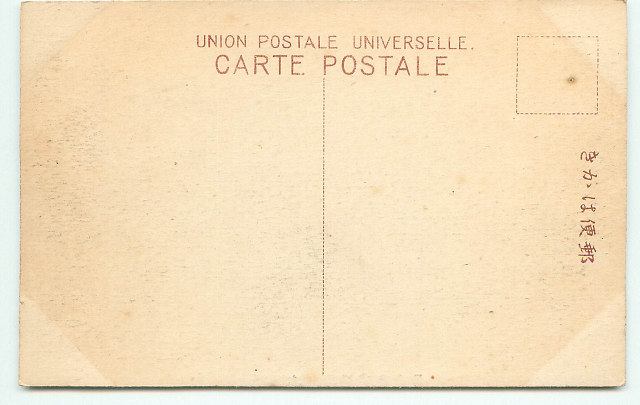 UNION POSTALE UNIVERSELLE.
CARTE POSTALE
きかは便郵